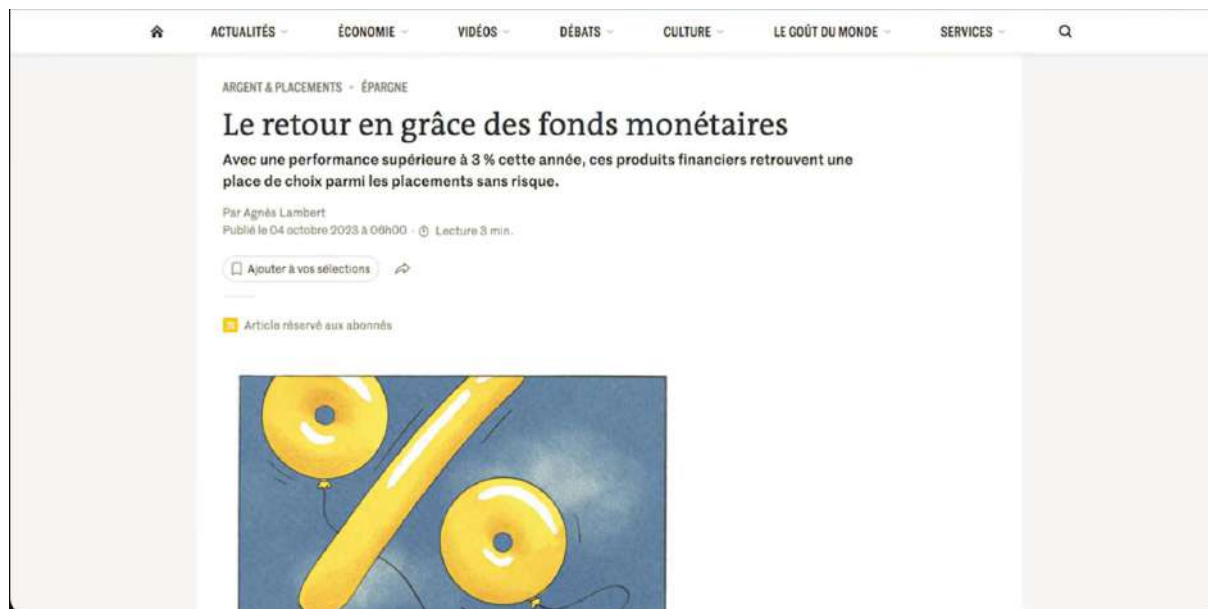 ACTUALITÉS ÉCONOMIE VIDÉOS DÉBATS CULTURE LE GOÛT DU MONDE SERVICES
ARGENT & PLACEMENTS • ÉPARGNE
Le retour en grâce des fonds monétaires
Avec une performance supérieure à 3 % cette année, ces produits financiers retrouvent une
place de choix parmi les placements sans risque.
Par Agnès Lambert
Publié le 04 octobre 2023 à 06h00 · Lecture 3 min.
Ajouter à vos sélections
Article réservé aux abonnés